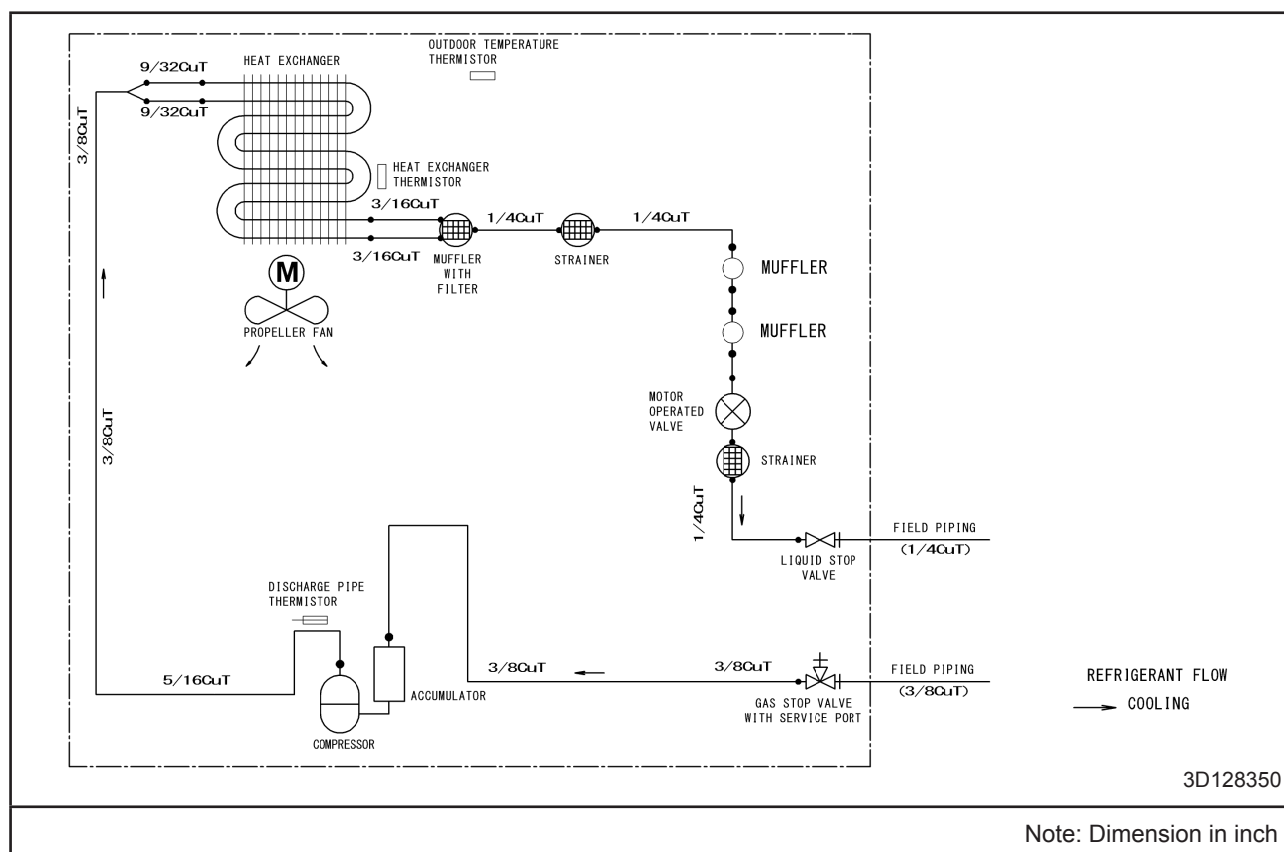 OUTDOOR TEMPERATURE
THERMISTOR
HEAT EXCHANGER
9/32CuT
9/32CuT
3/8CuT
HEAT EXCHANGER
THERMISTOR
3/16CuT
3/16CuT
1/4CuT
1/4CuT
MUFFLER
WITH
FILTER
STRAINER
M
PROPELLER FAN
MUFFLER
MUFFLER
MOTOR
OPERATED
VALVE
STRAINER
3/8CuT
1/4CuT
FIELD PIPING
(1/4CuT)
LIQUID STOP
VALVE
DISCHARGE PIPE
THERMISTOR
5/16CuT
ACCUMULATOR
COMPRESSOR
3/8CuT
3/8CuT
GAS STOP VALVE
WITH SERVICE PORT
FIELD PIPING
(3/8CuT)
REFRIGERANT FLOW
COOLING
3D128350
Note: Dimension in inch